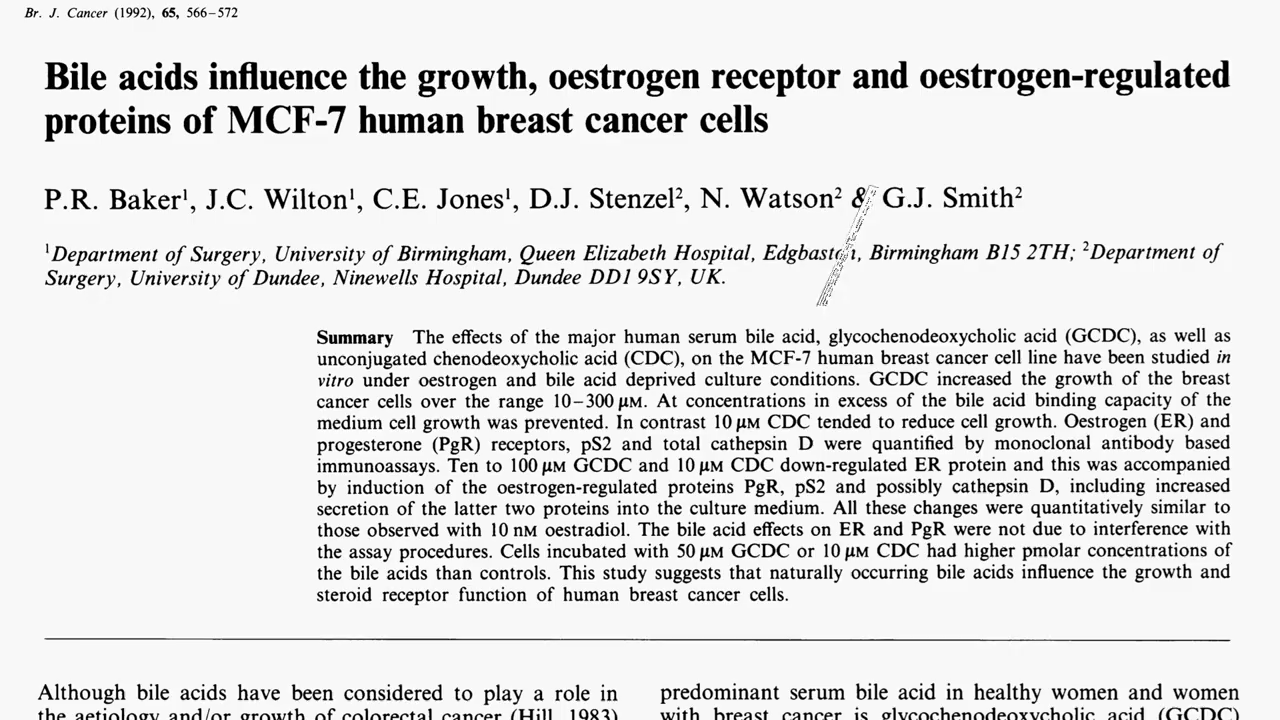 Br. J. Cancer (1992), 65, 566–572
Bile acids influence the growth, oestrogen receptor and oestrogen-regulated
proteins of MCF-7 human breast cancer cells
P.R. Baker¹, J.C. Wilton¹, C.E. Jones¹, D.J. Stenzel², N. Watson² & G.J. Smith²
¹Department of Surgery, University of Birmingham, Queen Elizabeth Hospital, Edgbaston, Birmingham B15 2TH; ²Department of
Surgery, University of Dundee, Ninewells Hospital, Dundee DD1 9SY, UK.
Summary The effects of the major human serum bile acid, glycochenodeoxycholic acid (GCDC), as well as
unconjugated chenodeoxycholic acid (CDC), on the MCF-7 human breast cancer cell line have been studied in
vitro under oestrogen and bile acid deprived culture conditions. GCDC increased the growth of the breast
cancer cells over the range 10–300 μM. At concentrations in excess of the bile acid binding capacity of the
medium cell growth was prevented. In contrast 10 μM CDC tended to reduce cell growth. Oestrogen (ER) and
progesterone (PgR) receptors, pS2 and total cathepsin D were quantified by monoclonal antibody based
immunoassays. Ten to 100 μM GCDC and 10 μM CDC down-regulated ER protein and this was accompanied
by induction of the oestrogen-regulated proteins PgR, pS2 and possibly cathepsin D, including increased
secretion of the latter two proteins into the culture medium. All these changes were quantitatively similar to
those observed with 10 nM oestradiol. The bile acid effects on ER and PgR were not due to interference with
the assay procedures. Cells incubated with 50 μM GCDC or 10 μM CDC had higher pmolar concentrations of
the bile acids than controls. This study suggests that naturally occurring bile acids influence the growth and
steroid receptor function of human breast cancer cells.
Although bile acids have been considered to play a role in
the aetiology and/or growth of colorectal cancer (Hill, 1983)
predominant serum bile acid in healthy women and women
with breast cancer is glycochenodeoxycholic acid (GCDC)